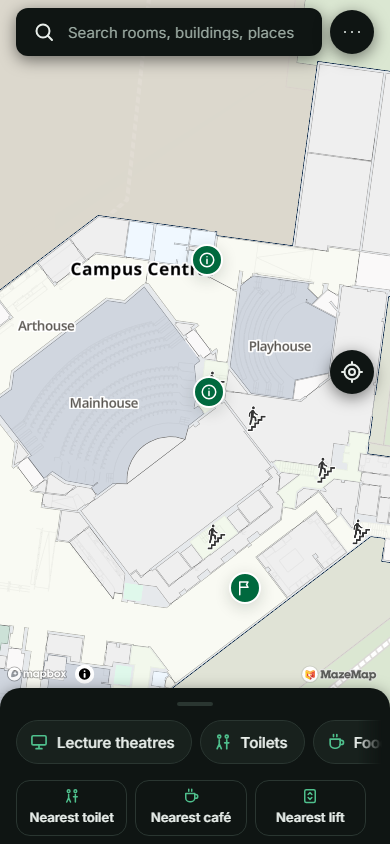 Search rooms, buildings, places
Campus Centr
Arthouse
Playhouse
Mainhouse
mapbox
MazeMap
Lecture theatres
Toilets
Foo
Nearest toilet
Nearest café
Nearest lift